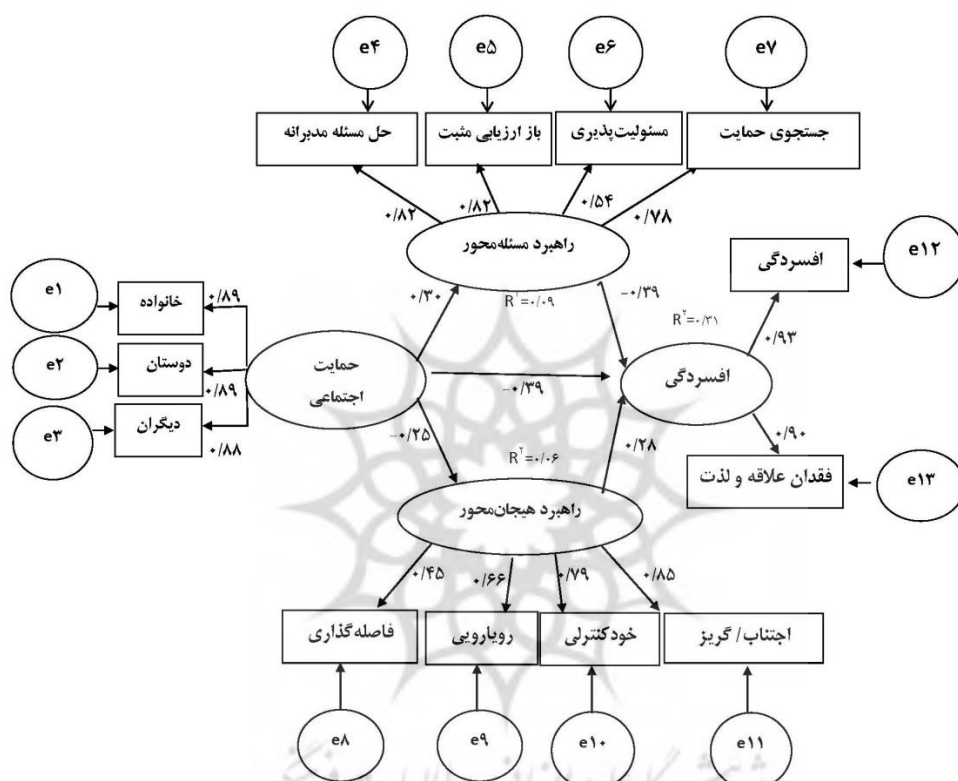 e۴
e۵
e۶
e۷
حل مسئله مدبرانه
باز ارزیابی مثبت
مسئولیت‌پذیری
جستجوی حمایت
۰/۸۲
۰/۸۲
۰/۵۴
۰/۷۸
راهبرد مسئله‌محور
R۲=۰/۰۹
e۱
e۲
e۳
خانواده
دوستان
دیگران
۰/۸۹
۰/۸۹
۰/۸۸
حمایت
اجتماعی
۰/۳۰
-۰/۳۹
-۰/۳۹
-۰/۲۵
۰/۲۸
R۲=۰/۳۱
افسردگی
افسردگی
e۱۲
۰/۹۳
۰/۹۰
فقدان علاقه و لذت
e۱۳
R۲=۰/۰۶
راهبرد هیجان‌محور
۰/۴۵
۰/۶۶
۰/۷۹
۰/۸۵
فاصله‌گذاری
رویارویی
خودکنترلی
اجتناب/ گریز
e۸
e۹
e۱۰
e۱۱